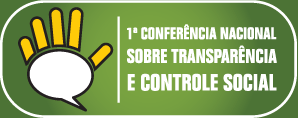 1ª CONFERÊNCIA NACIONAL
SOBRE TRANSPARÊNCIA
E CONTROLE SOCIAL